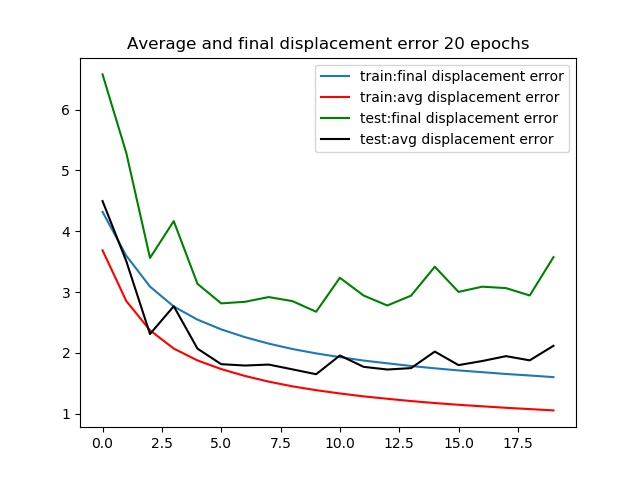 Average and final displacement error 20 epochs
train:final displacement error
train:avg displacement error
test:final displacement error
test:avg displacement error
6
5
4
3
2
1
0.0 2.5 5.0 7.5 10.0 12.5 15.0 17.5